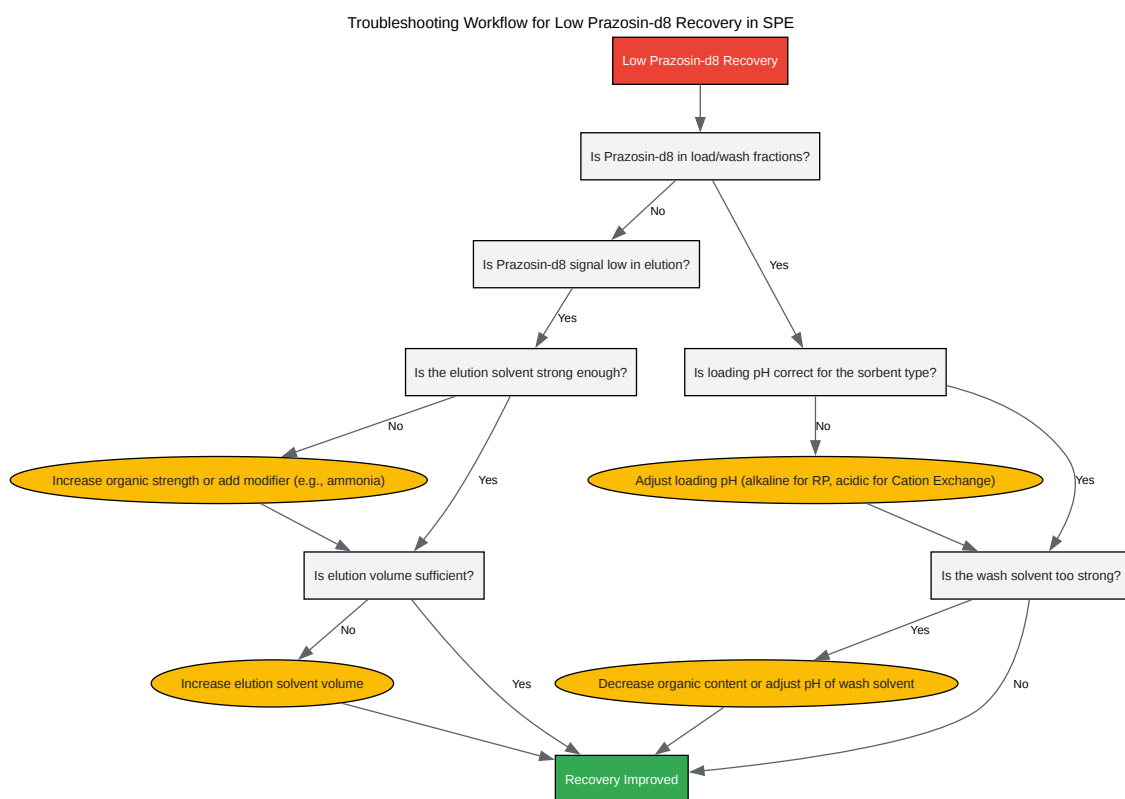 Troubleshooting Workflow for Low Prazosin-d8 Recovery in SPE
Low Prazosin-d8 Recovery
Is Prazosin-d8 in load/wash fractions?
No
Yes
Is Prazosin-d8 signal low in elution?
Yes
Is the elution solvent strong enough?
Is loading pH correct for the sorbent type?
No
No
Yes
Yes
Increase organic strength or add modifier (e.g., ammonia)
Adjust loading pH (alkaline for RP, acidic for Cation Exchange)
Is elution volume sufficient?
Is the wash solvent too strong?
No
Yes
Yes
No
Increase elution solvent volume
Decrease organic content or adjust pH of wash solvent
Recovery Improved